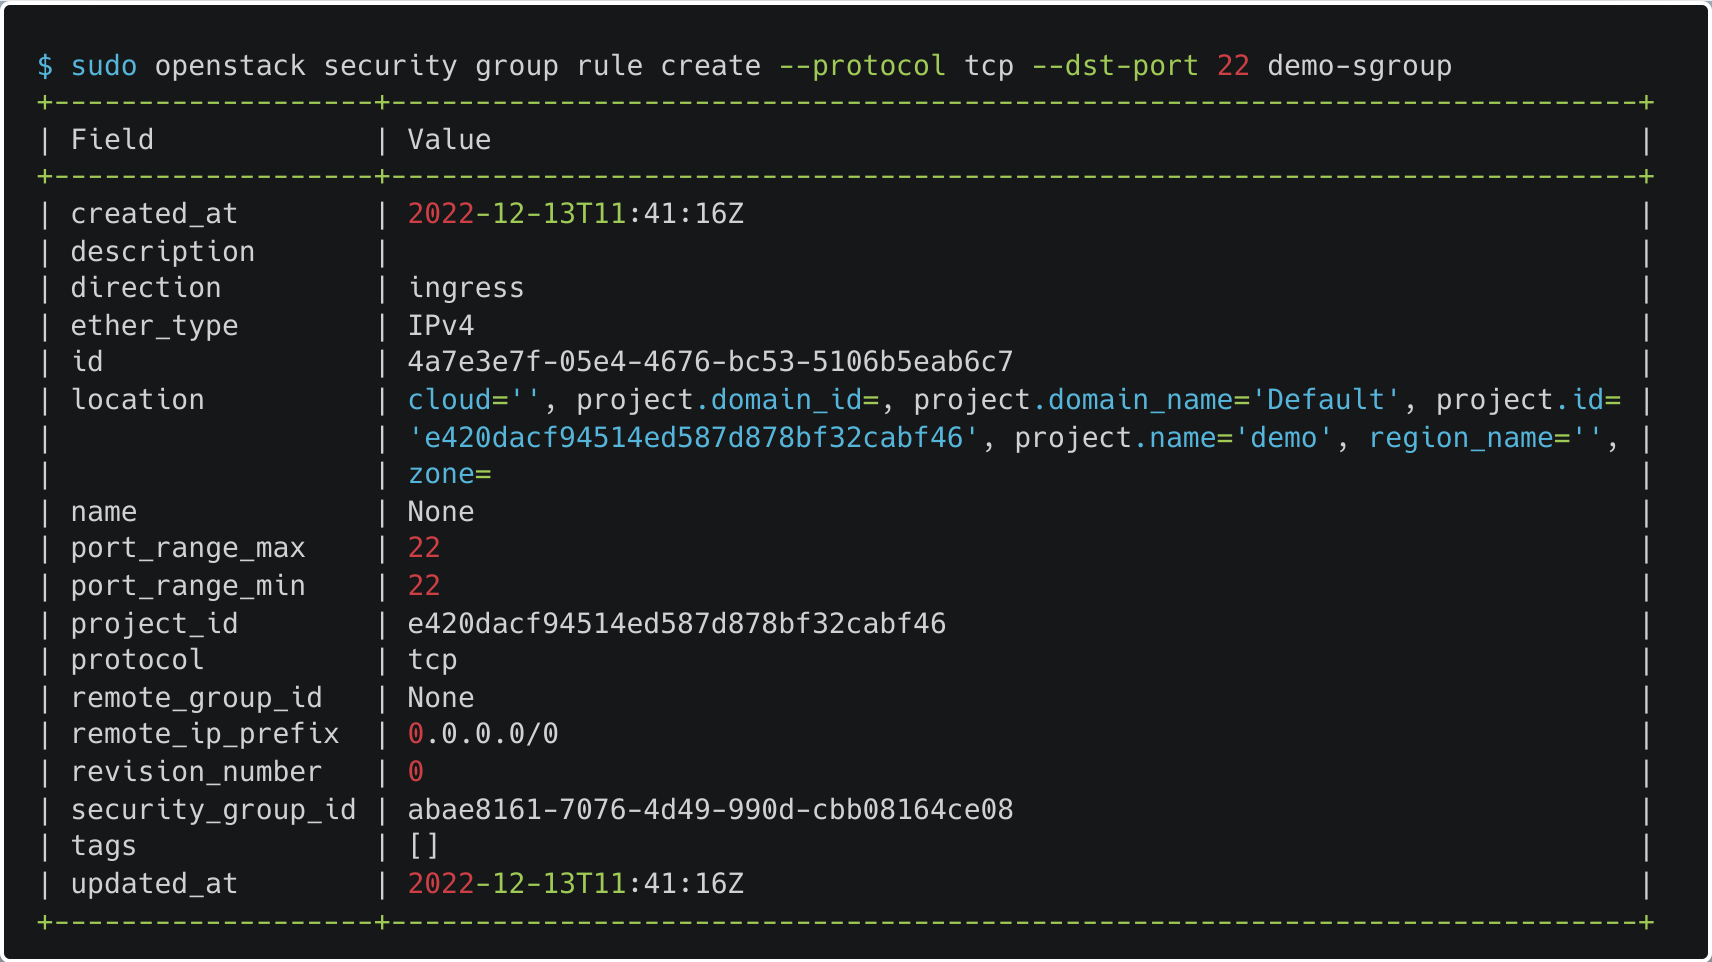 $ sudo openstack security group rule create --protocol tcp --dst-port 22 demo-sgroup
+-------------------+--------------------------------------------------------------------------+
| Field             | Value                                                                    |
+-------------------+--------------------------------------------------------------------------+
| created_at        | 2022-12-13T11:41:16Z                                                     |
| description       |                                                                          |
| direction         | ingress                                                                  |
| ether_type        | IPv4                                                                     |
| id                | 4a7e3e7f-05e4-4676-bc53-5106b5eab6c7                                     |
| location          | cloud='', project.domain_id=, project.domain_name='Default', project.id= |
|                   | 'e420dacf94514ed587d878bf32cabf46', project.name='demo', region_name='', |
|                   | zone=                                                                    |
| name              | None                                                                     |
| port_range_max    | 22                                                                       |
| port_range_min    | 22                                                                       |
| project_id        | e420dacf94514ed587d878bf32cabf46                                         |
| protocol          | tcp                                                                      |
| remote_group_id   | None                                                                     |
| remote_ip_prefix  | 0.0.0.0/0                                                                |
| revision_number   | 0                                                                        |
| security_group_id | abae8161-7076-4d49-990d-cbb08164ce08                                     |
| tags              | []                                                                       |
| updated_at        | 2022-12-13T11:41:16Z                                                     |
+-------------------+--------------------------------------------------------------------------+